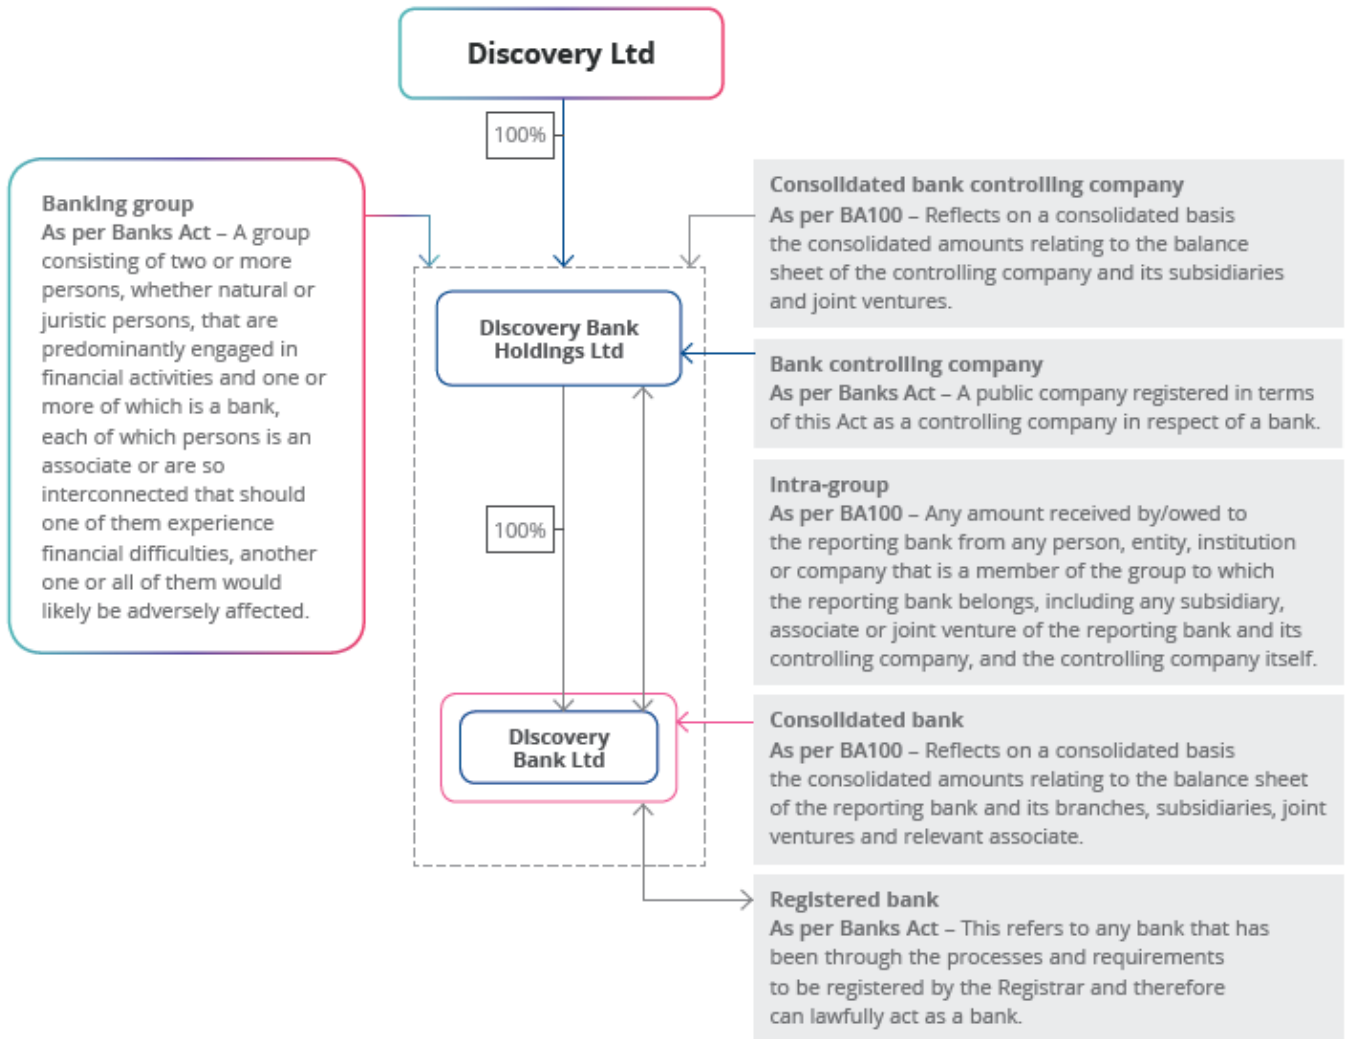 Discovery Ltd
100%
Banking group
As per Banks Act – A group
consisting of two or more
persons, whether natural or
juristic persons, that are
predominantly engaged in
financial activities and one or
more of which is a bank,
each of which persons is an
associate or are so
interconnected that should
one of them experience
financial difficulties, another
one or all of them would
likely be adversely affected.
Discovery Bank
Holdings Ltd
100%
Discovery
Bank Ltd
Consolidated bank controlling company
As per BA100 – Reflects on a consolidated basis
the consolidated amounts relating to the balance
sheet of the controlling company and its subsidiaries
and joint ventures.
Bank controlling company
As per Banks Act – A public company registered in terms
of this Act as a controlling company in respect of a bank.
Intra-group
As per BA100 – Any amount received by/owed to
the reporting bank from any person, entity, institution
or company that is a member of the group to which
the reporting bank belongs, including any subsidiary,
associate or joint venture of the reporting bank and its
controlling company, and the controlling company itself.
Consolidated bank
As per BA100 – Reflects on a consolidated basis
the consolidated amounts relating to the balance sheet
of the reporting bank and its branches, subsidiaries, joint
ventures and relevant associate.
Registered bank
As per Banks Act – This refers to any bank that has
been through the processes and requirements
to be registered by the Registrar and therefore
can lawfully act as a bank.